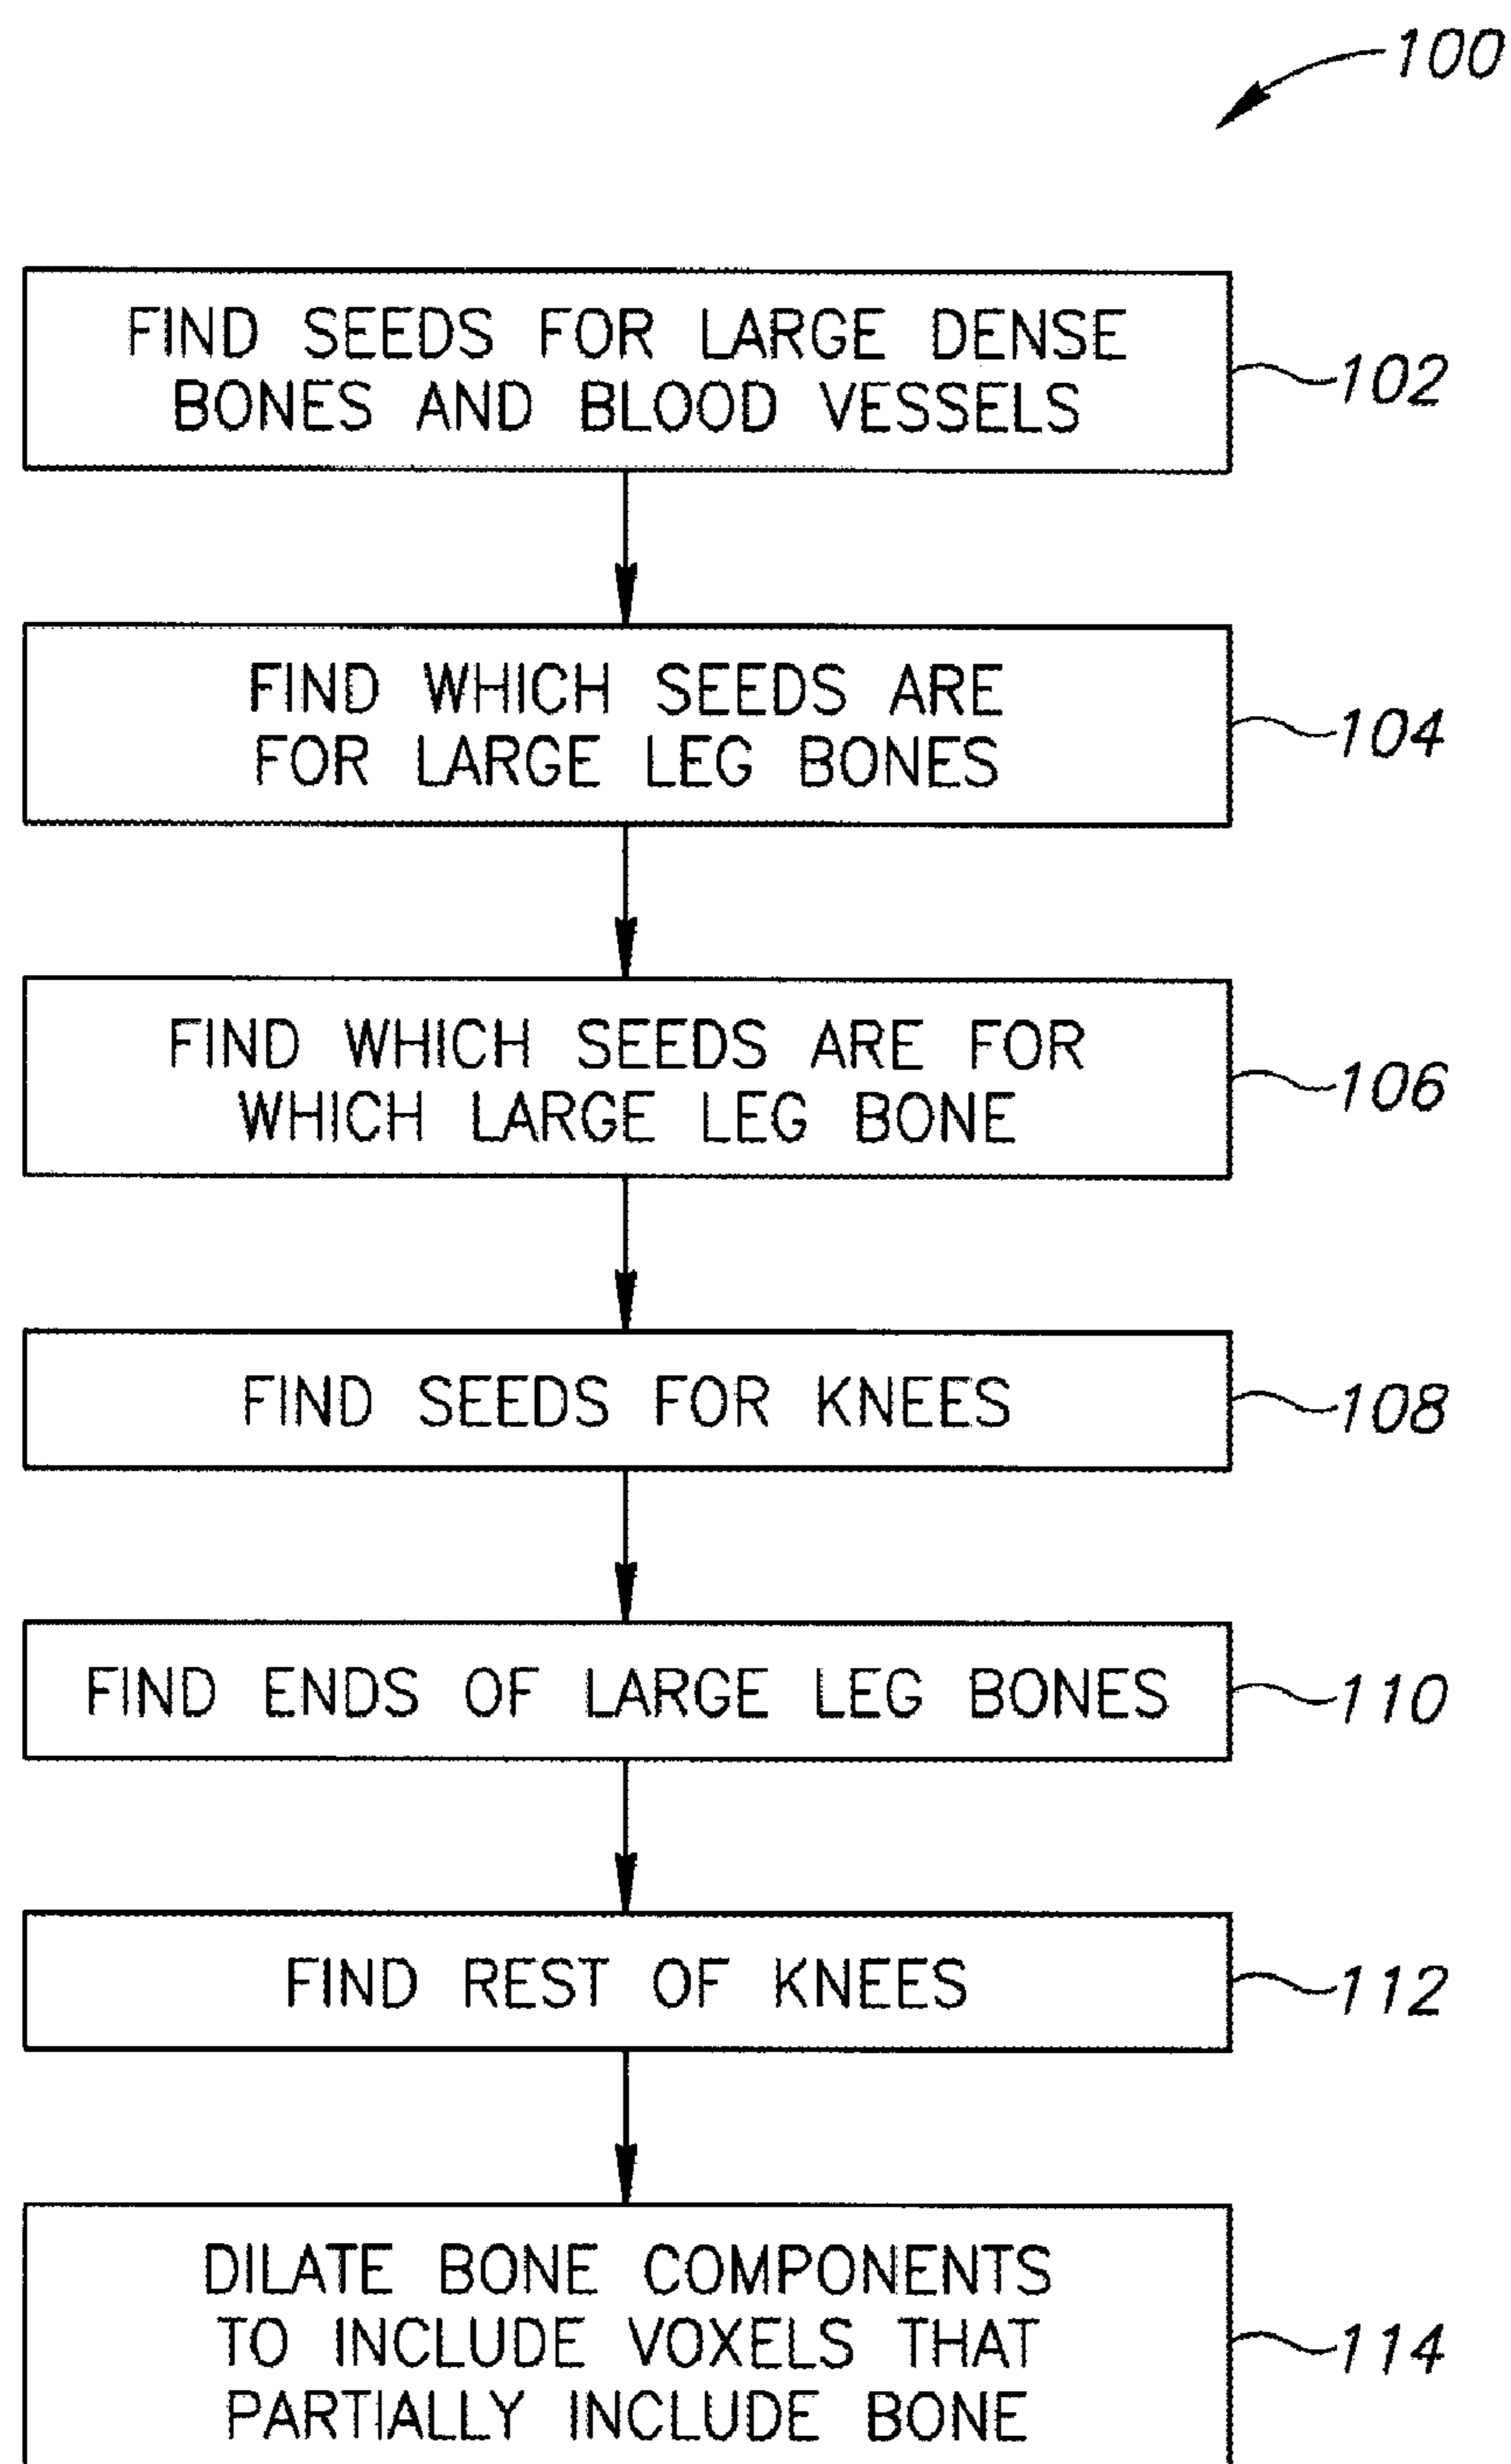 100
FIND SEEDS FOR LARGE DENSE
BONES AND BLOOD VESSELS
102
FIND WHICH SEEDS ARE
FOR LARGE LEG BONES
104
FIND WHICH SEEDS ARE FOR
WHICH LARGE LEG BONE
106
FIND SEEDS FOR KNEES
108
FIND ENDS OF LARGE LEG BONES
110
FIND REST OF KNEES
112
DILATE BONE COMPONENTS
TO INCLUDE VOXELS THAT
PARTIALLY INCLUDE BONE
114